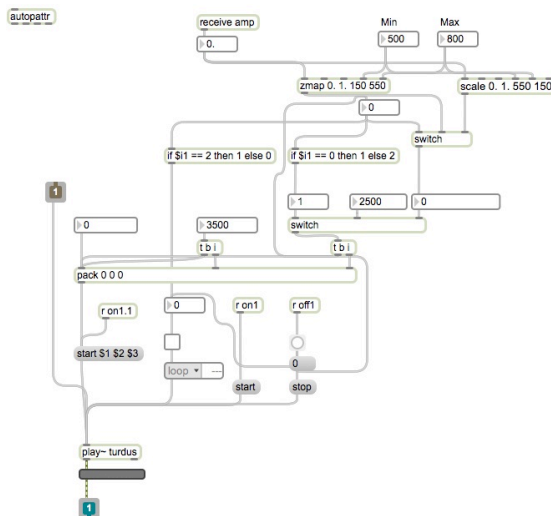 autopattr
receive amp
Min
Max
0.
500
800
zmap 0. 1. 150 550
scale 0. 1. 550 150
0
switch
if $i1 == 2 then 1 else 0
if $i1 == 0 then 1 else 2
1
1
2500
0
0
3500
switch
t b i
t b i
pack 0 0 0
r on1.1
0
r on1
r off1
start $1 $2 $3
loop
---
0
start
stop
play~ turdus
1